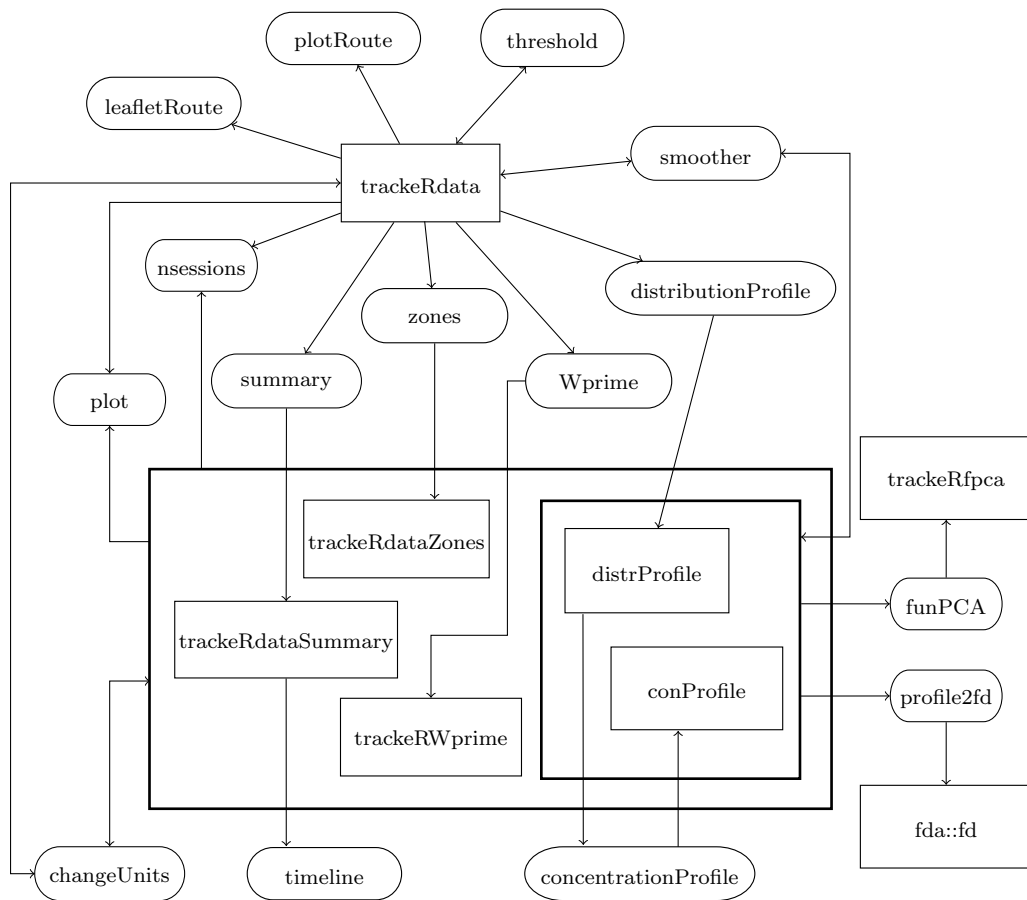 plotRoute
threshold
leafletRoute
smoother
trackeRdata
nsessions
distributionProfile
zones
summary
Wprime
plot
trackeRfpca
trackeRdataZones
distrProfile
funPCA
trackeRdataSummary
conProfile
profile2fd
trackeRWprime
fda::fd
changeUnits
timeline
concentrationProfile